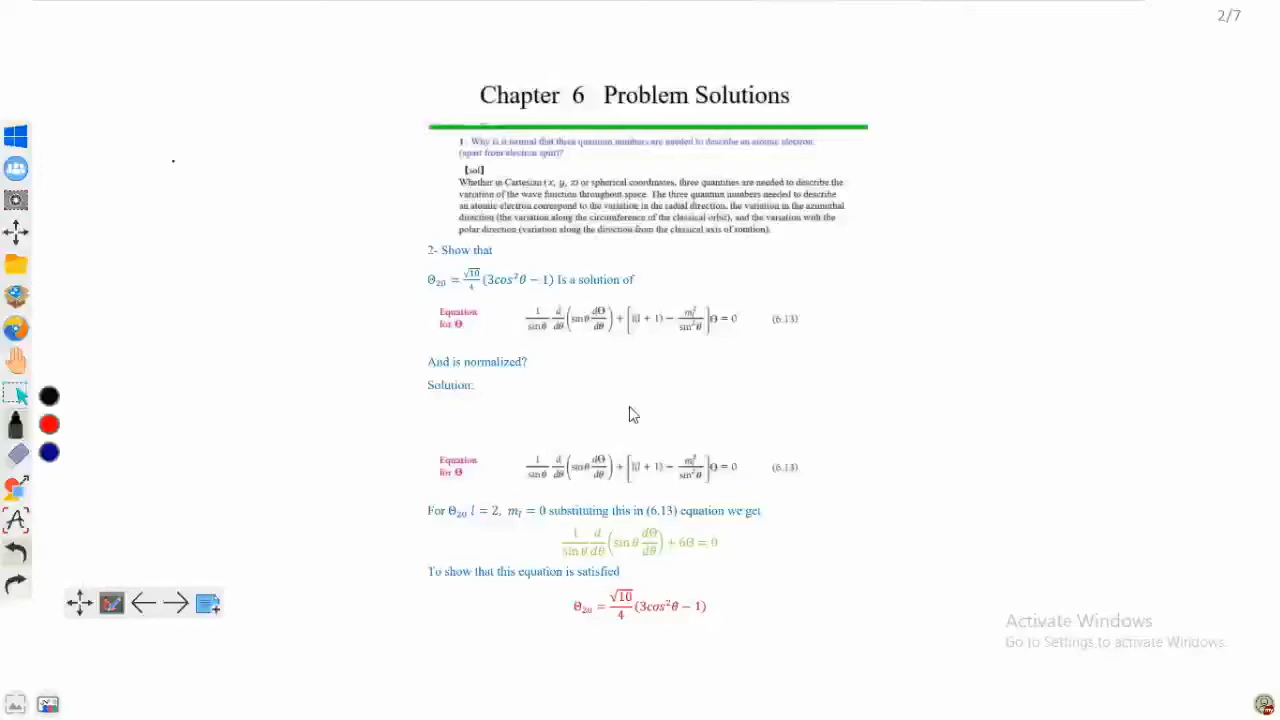 2/7
Chapter 6 Problem Solutions
1 Why is it normal that three quantum numbers are needed to describe an atomic electron
(apart from electron spin)?
【sol】
Whether in Cartesian (x, y, z) or spherical coordinates, three quantities are needed to describe the
variation of the wave function throughout space. The three quantum numbers needed to describe
an atomic electron correspond to the variation in the radial direction, the variation in the azimuthal
direction (the variation along the circumference of the classical orbit), and the variation with the
polar direction (variation along the direction from the classical axis of rotation).
2- Show that
Θ₂₀ = √10/4 (3cos²θ − 1) Is a solution of
Equation for Θ 1/sin θ d/dθ (sin θ dΘ/dθ) + [l(l + 1) − mₗ²/sin² θ]Θ = 0 (6.13)
And is normalized?
Solution:
Equation for Θ 1/sin θ d/dθ (sin θ dΘ/dθ) + [l(l + 1) − mₗ²/sin² θ]Θ = 0 (6.13)
For Θ₂₀ l = 2, mₗ = 0 substituting this in (6.13) equation we get
1/sin θ d/dθ (sin θ dΘ/dθ) + 6Θ = 0
To show that this equation is satisfied
Θ₂₀ = √10/4 (3cos²θ − 1)
Activate Windows
Go to Settings to activate Windows.